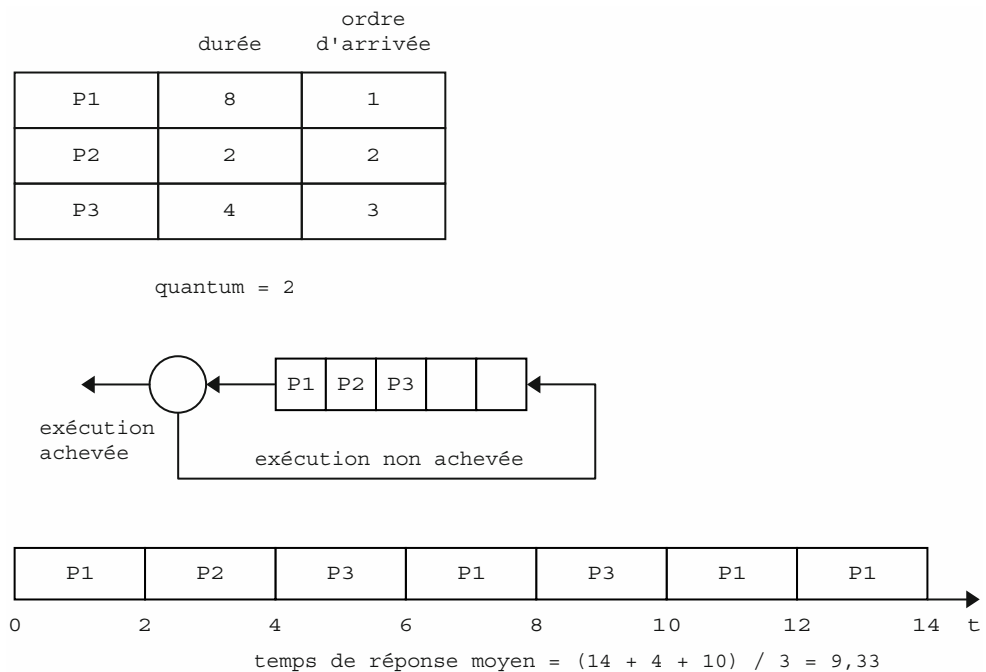 durée ordre d'arrivée
P1 8 1
P2 2 2
P3 4 3
quantum = 2
P1 P2 P3
exécution achevée
exécution non achevée
P1 P2 P3 P1 P3 P1 P1
0 2 4 6 8 10 12 14 t
temps de réponse moyen = (14 + 4 + 10) / 3 = 9,33